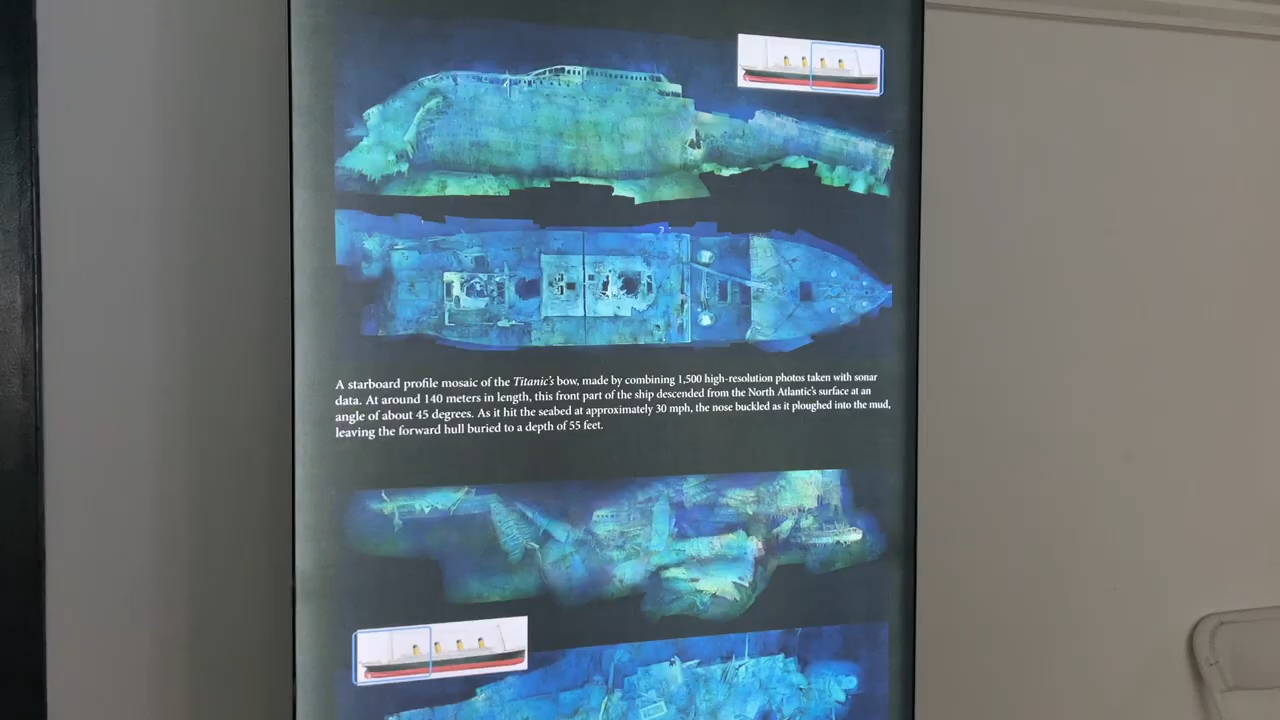 A starboard profile mosaic of the Titanic's bow, made by combining 1,500 high-resolution photos taken with sonar
data. At around 140 meters in length, this front part of the ship descended from the North Atlantic's surface at an
angle of about 45 degrees. As it hit the seabed at approximately 30 mph, the nose buckled as it ploughed into the mud,
leaving the forward hull buried to a depth of 55 feet.